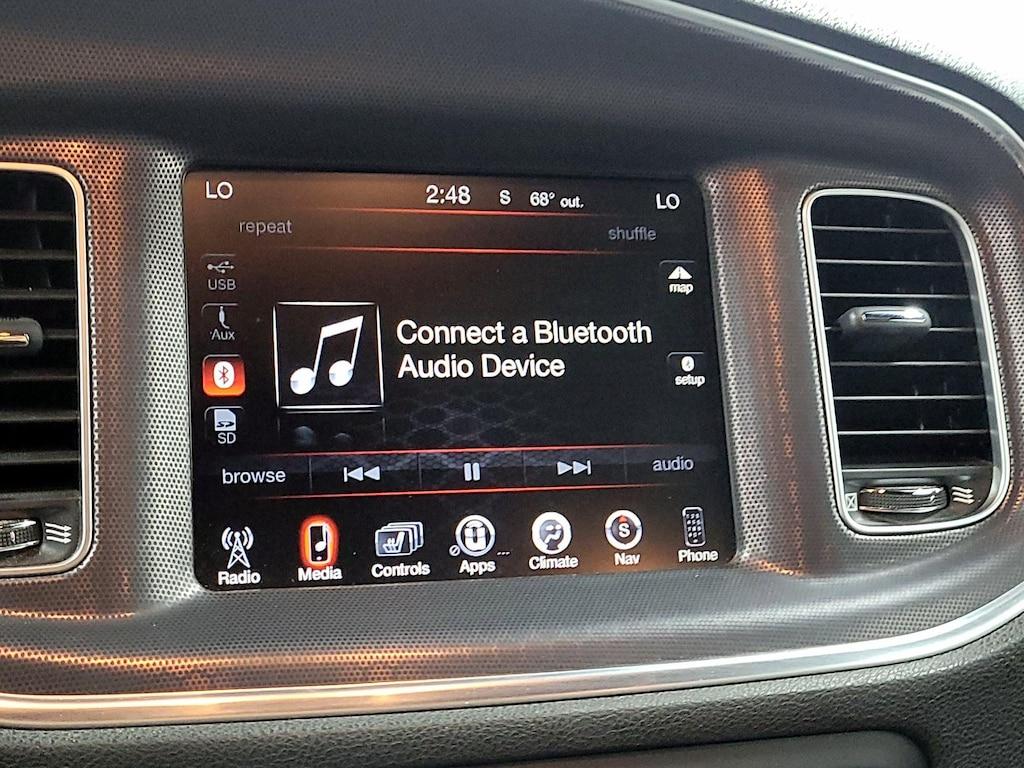 LO 2:48 S 68° out. LO
repeat shuffle
USB
map
Aux
Connect a Bluetooth
Audio Device
setup
SD
browse audio
Radio Media Controls Apps Climate Nav Phone
S